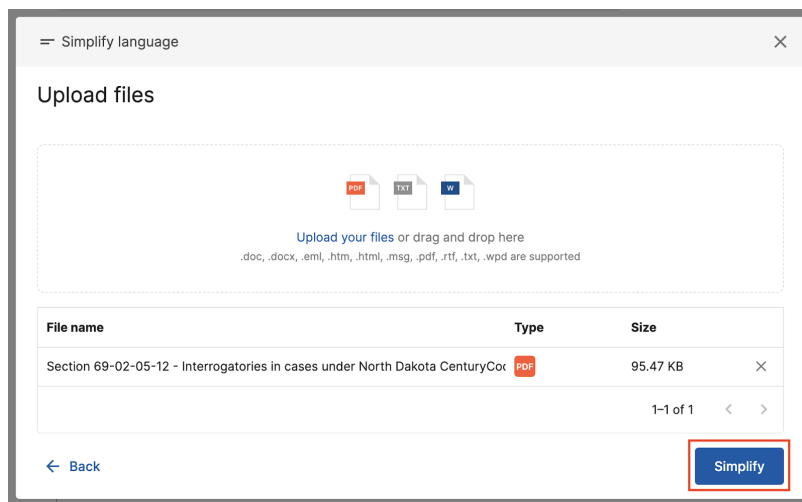 Simplify language
Upload files
PDF TXT W
Upload your files or drag and drop here
.doc, .docx, .eml, .htm, .html, .msg, .pdf, .rtf, .txt, .wpd are supported
File name Type Size
Section 69-02-05-12 - Interrogatories in cases under North Dakota CenturyCo PDF 95.47 KB
1–1 of 1
Back Simplify